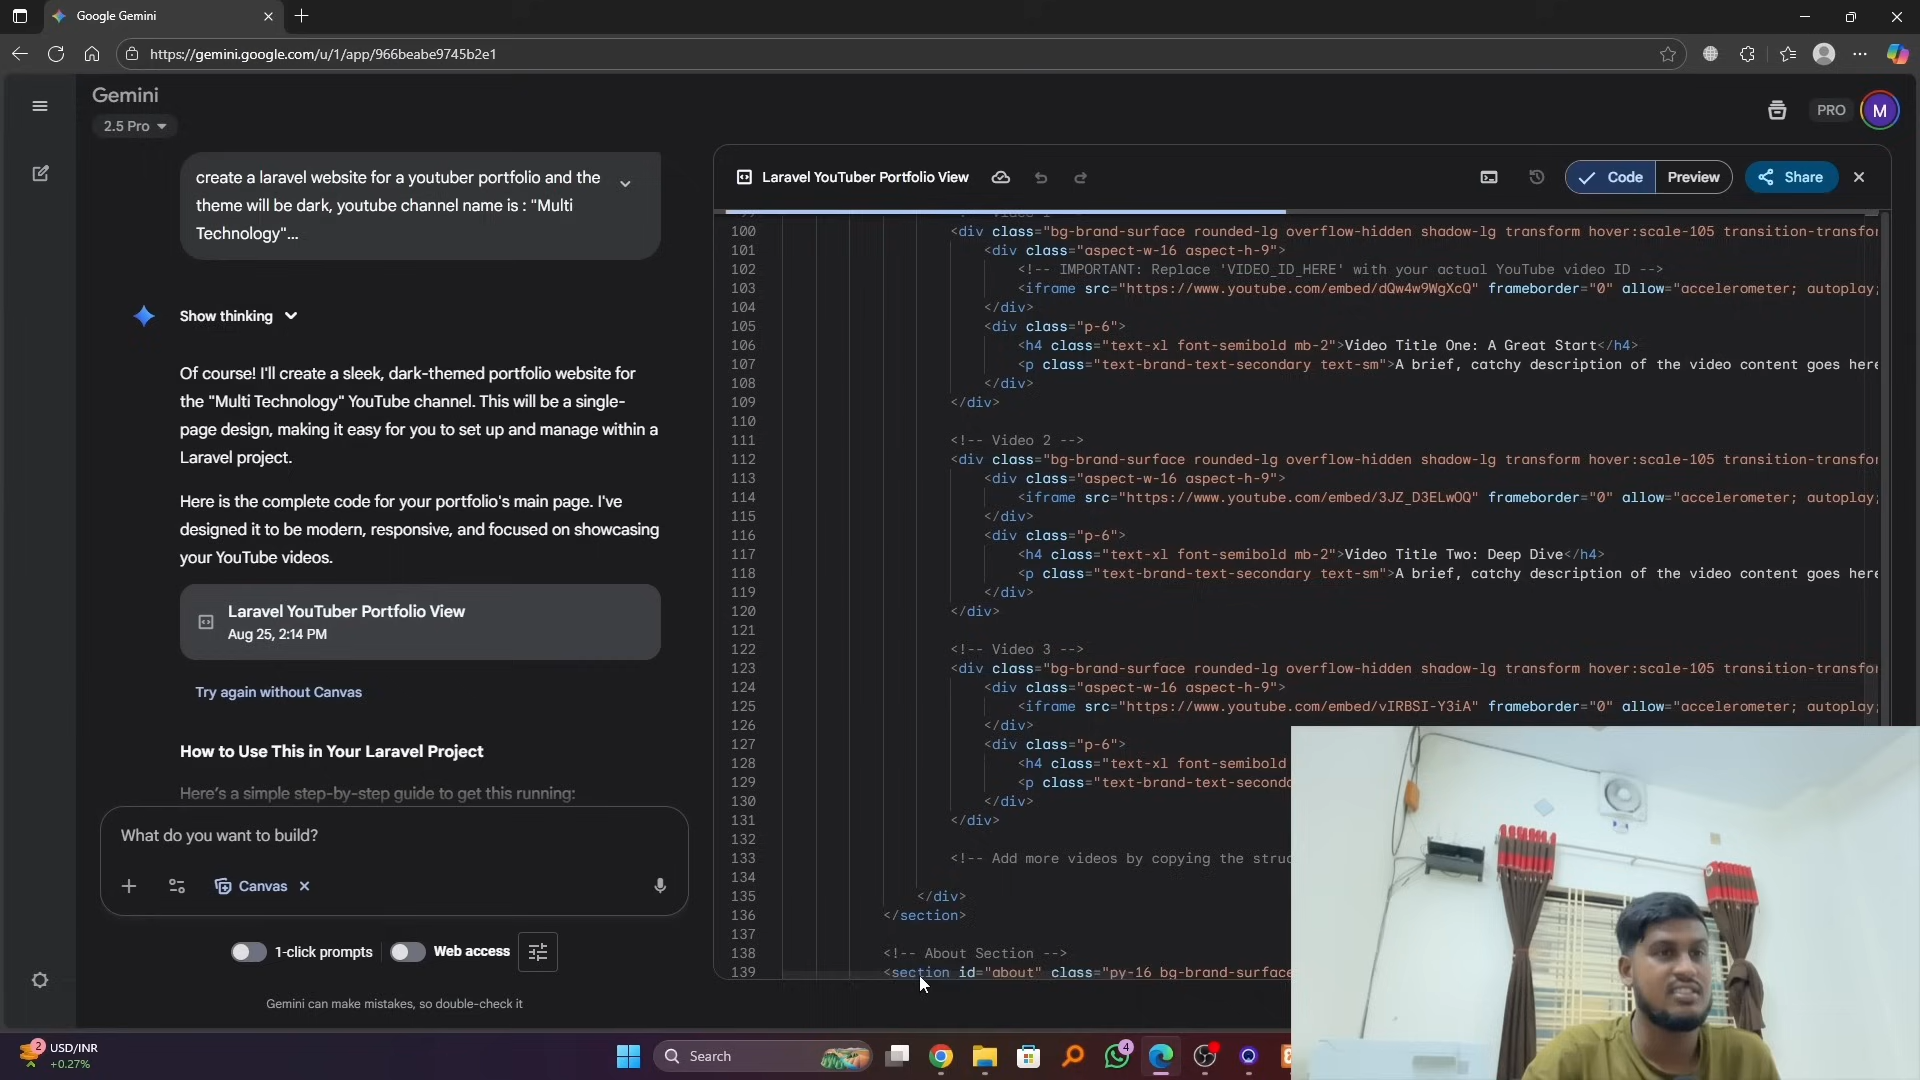 Google Gemini
https://gemini.google.com/u/1/app/966beabe9745b2e1
Gemini
2.5 Pro
PRO
M
create a laravel website for a youtuber portfolio and the
theme will be dark, youtube channel name is : "Multi
Technology"...
Show thinking
Of course! I'll create a sleek, dark-themed portfolio website for
the "Multi Technology" YouTube channel. This will be a single-
page design, making it easy for you to set up and manage within a
Laravel project.
Here is the complete code for your portfolio's main page. I've
designed it to be modern, responsive, and focused on showcasing
your YouTube videos.
Laravel YouTuber Portfolio View
Aug 25, 2:14 PM
Try again without Canvas
How to Use This in Your Laravel Project
Here's a simple step-by-step guide to get this running:
What do you want to build?
Canvas
1-click prompts
Web access
Gemini can make mistakes, so double-check it
Laravel YouTuber Portfolio View
Code
Preview
Share
100 <div class="bg-brand-surface rounded-lg overflow-hidden shadow-lg transform hover:scale-105 transition-transfor
101 <div class="aspect-w-16 aspect-h-9">
102 <!-- IMPORTANT: Replace 'VIDEO_ID_HERE' with your actual YouTube video ID -->
103 <iframe src="https://www.youtube.com/embed/dQw4w9WgXcQ" frameborder="0" allow="accelerometer; autoplay;
104 </div>
105 <div class="p-6">
106 <h4 class="text-xl font-semibold mb-2">Video Title One: A Great Start</h4>
107 <p class="text-brand-text-secondary text-sm">A brief, catchy description of the video content goes here
108 </div>
109 </div>
110
111 <!-- Video 2 -->
112 <div class="bg-brand-surface rounded-lg overflow-hidden shadow-lg transform hover:scale-105 transition-transfor
113 <div class="aspect-w-16 aspect-h-9">
114 <iframe src="https://www.youtube.com/embed/3JZ_D3ELwOQ" frameborder="0" allow="accelerometer; autoplay;
115 </div>
116 <div class="p-6">
117 <h4 class="text-xl font-semibold mb-2">Video Title Two: Deep Dive</h4>
118 <p class="text-brand-text-secondary text-sm">A brief, catchy description of the video content goes here
119 </div>
120 </div>
121
122 <!-- Video 3 -->
123 <div class="bg-brand-surface rounded-lg overflow-hidden shadow-lg transform hover:scale-105 transition-transfor
124 <div class="aspect-w-16 aspect-h-9">
125 <iframe src="https://www.youtube.com/embed/vIRBSI-Y3iA" frameborder="0" allow="accelerometer; autoplay;
126 </div>
127 <div class="p-6">
128 <h4 class="text-xl font-semibold
129 <p class="text-brand-text-seconda
130 </div>
131 </div>
132
133 <!-- Add more videos by copying the struc
134
135 </div>
136 </section>
137
138 <!-- About Section -->
139 <section id="about" class="py-16 bg-brand-surface
2
USD/INR
+0.27%
Search
4